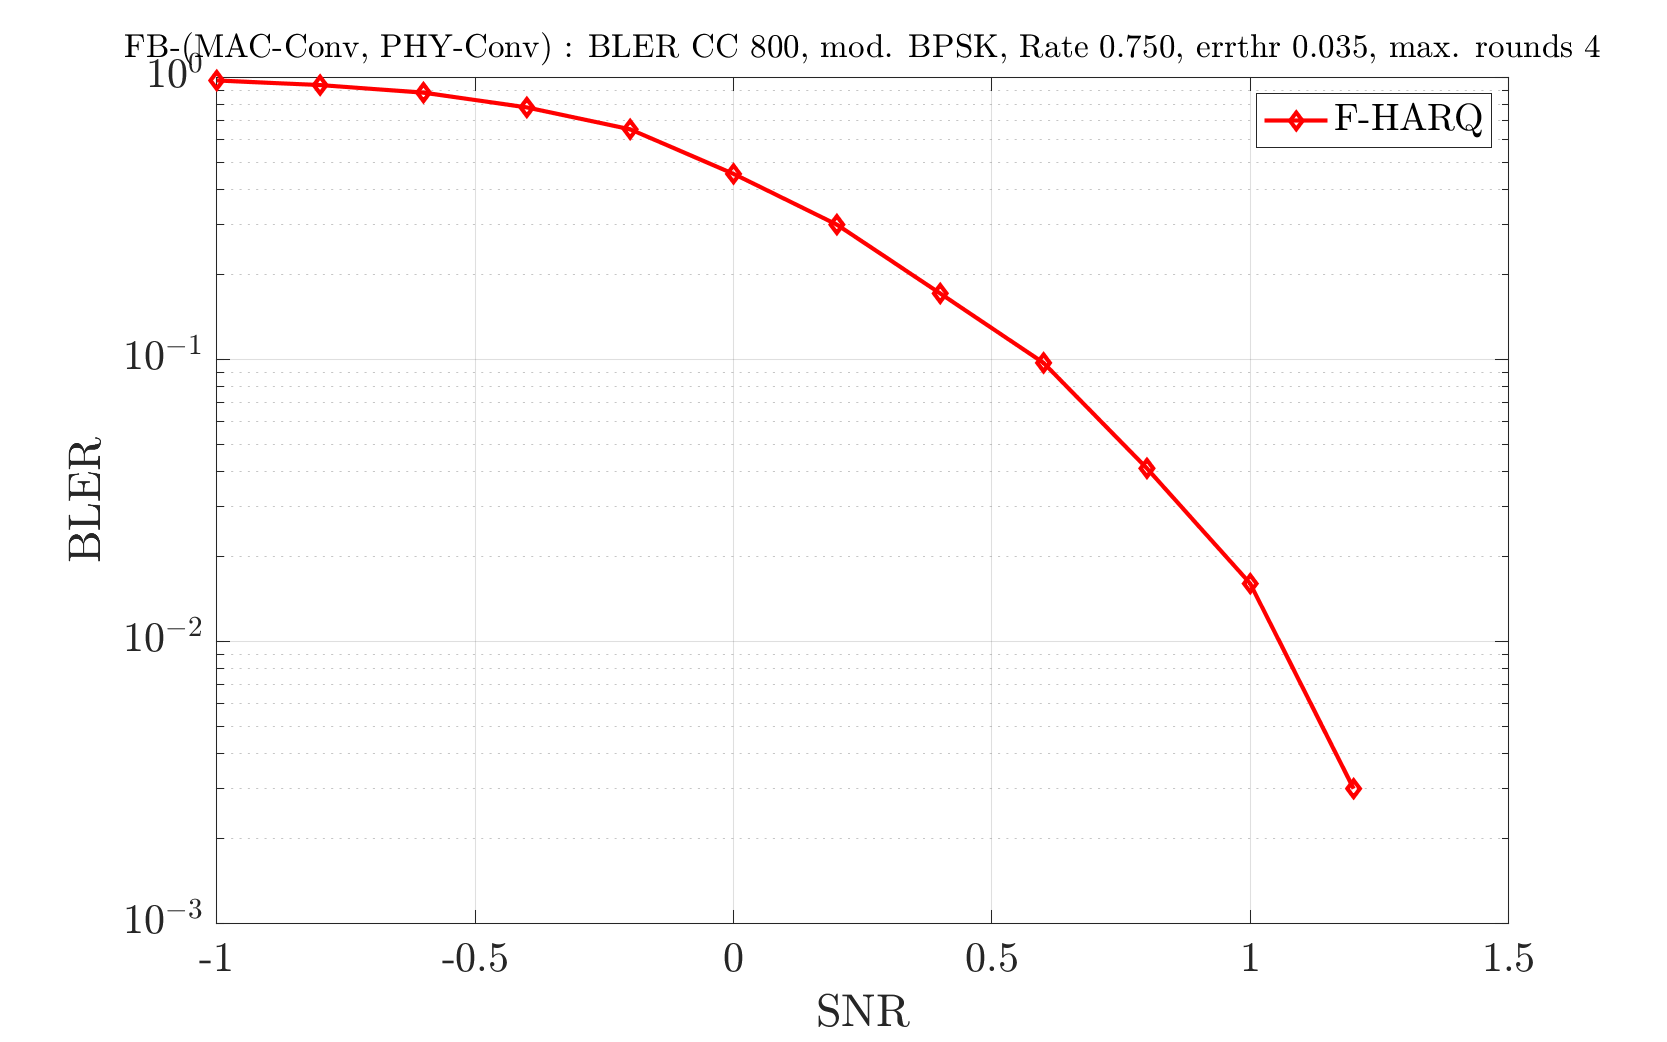 FB-(MAC-Conv, PHY-Conv) : BLER CC 800, mod. BPSK, Rate 0.750, errthr 0.035, max. rounds 4
10^0
F-HARQ
10^{-1}
BLER
10^{-2}
10^{-3}
-1 -0.5 0 0.5 1 1.5
SNR